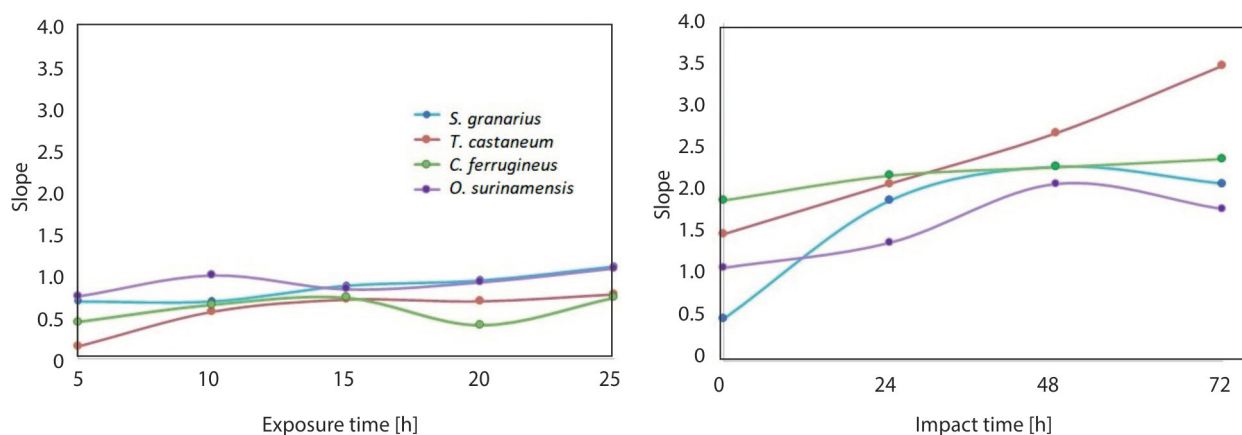 4.0
3.5
3.0
2.5
2.0
1.5
1.0
0.5
0
Slope
S. granarius
T. castaneum
C. ferrugineus
O. surinamensis
5 10 15 20 25
Exposure time [h]
4.0
3.5
3.0
2.5
2.0
1.5
1.0
0.5
0
Slope
0 24 48 72
Impact time [h]